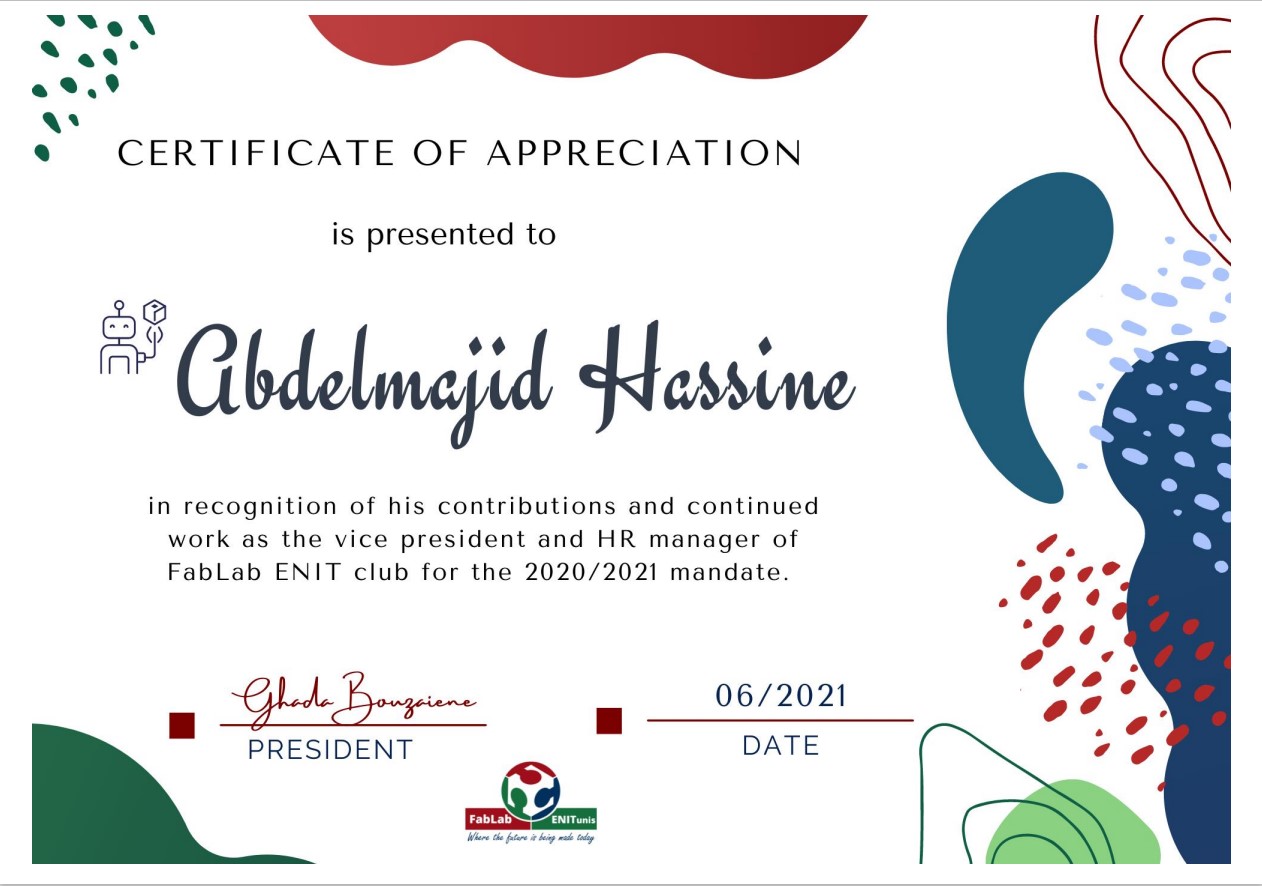 CERTIFICATE OF APPRECIATION
is presented to
Abdelmajid Hassine
in recognition of his contributions and continued
work as the vice president and HR manager of
FabLab ENIT club for the 2020/2021 mandate.
Ghada Bouzaiene
PRESIDENT
06/2021
DATE
FabLab ENITunis
Where the future is being made today